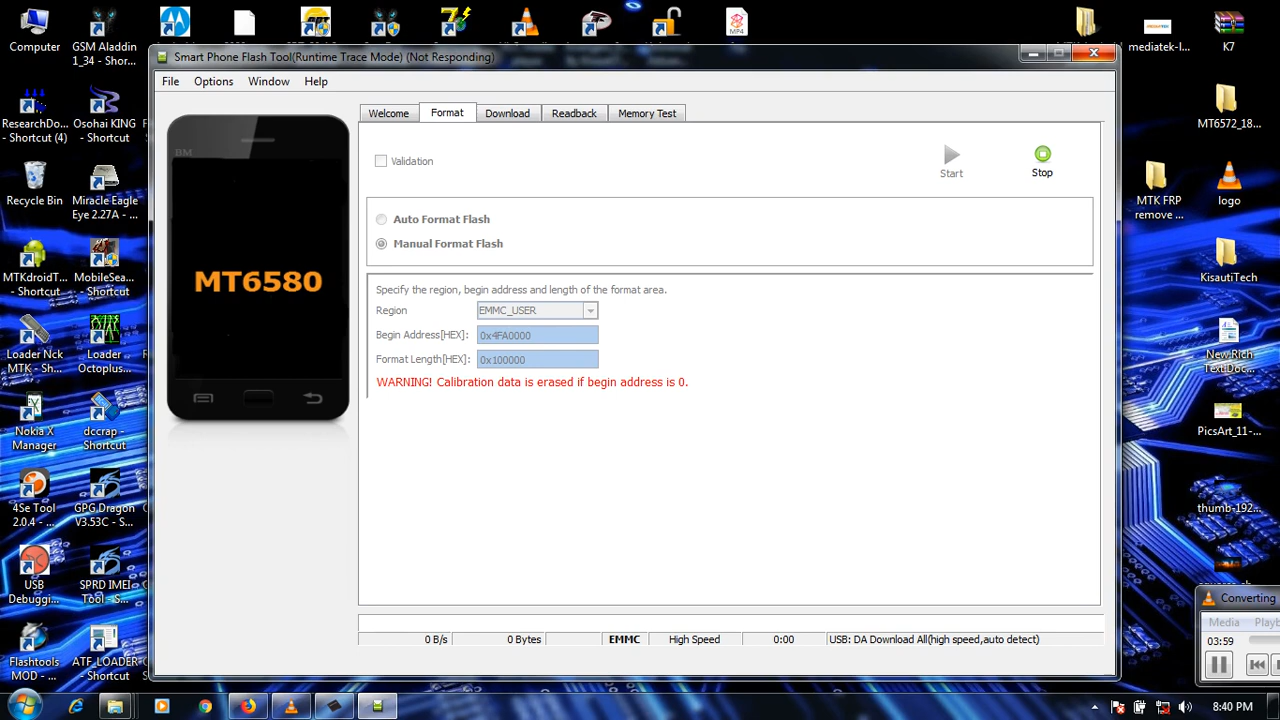 Smart Phone Flash Tool(Runtime Trace Mode) (Not Responding)
File Options Window Help
Welcome Format Download Readback Memory Test
Validation
Start
Stop
Auto Format Flash
Manual Format Flash
Specify the region, begin address and length of the format area.
Region EMMC_USER
Begin Address[HEX]: 0x4FA0000
Format Length[HEX]: 0x100000
WARNING! Calibration data is erased if begin address is 0.
BM
MT6580
0 B/s 0 Bytes EMMC High Speed 0:00 USB: DA Download All(high speed,auto detect)
Computer
GSM Aladdin
1_34 - Shor...
ResearchDo...
- Shortcut (4)
Osohai KING
- Shortcut
Recycle Bin
Miracle Eagle
Eye 2.27A - ...
MTKdroidT...
- Shortcut
MobileSea...
- Shortcut
Loader Nck
MTK - Sh...
Loader
Octoplus...
Nokia X
Manager
dccrap -
Shortcut
4Se Tool
2.0.4 - ...
GPG Dragon
V3.53C - S...
USB
Debuggi...
SPRD IMEI
Tool - S...
Flashtools
MOD - ...
ATF_LOADER
- Shortcut
MP4
mediatek-l...
K7
MT6572_18...
MTK FRP
remove ...
logo
KisautiTech
New Rich
Text Doc...
PicsArt_11-...
thumb-192...
Converting
Media Playb
03:59
8:40 PM